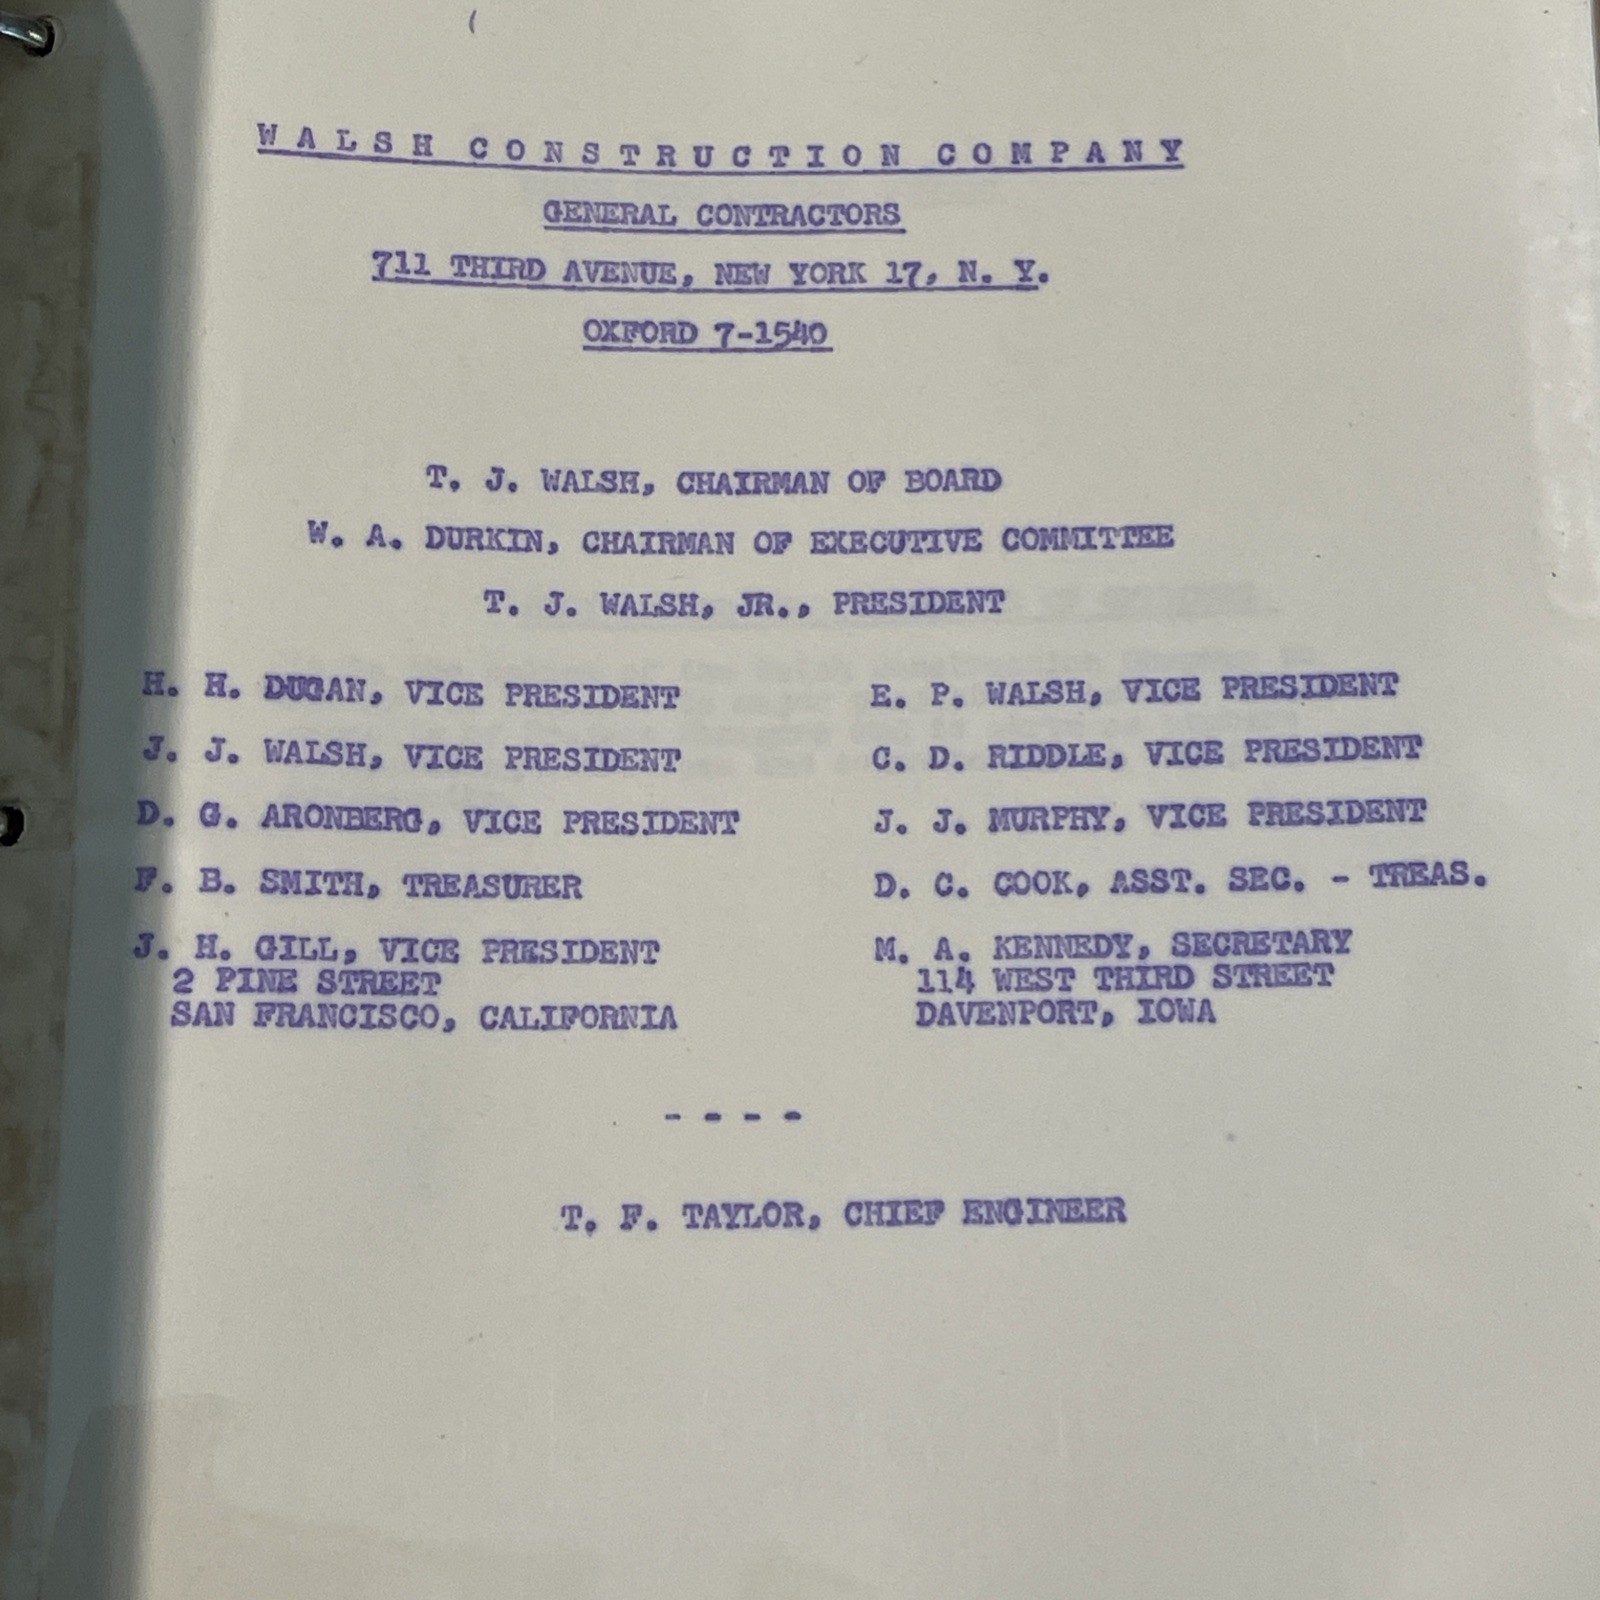 WALSH CONSTRUCTION COMPANY
GENERAL CONTRACTORS
711 THIRD AVENUE, NEW YORK 17, N. Y.
OXFORD 7-1540
T. J. WALSH, CHAIRMAN OF BOARD
W. A. DURKIN, CHAIRMAN OF EXECUTIVE COMMITTEE
T. J. WALSH, JR., PRESIDENT
H. H. DUGAN, VICE PRESIDENT
E. P. WALSH, VICE PRESIDENT
J. J. WALSH, VICE PRESIDENT
C. D. RIDDLE, VICE PRESIDENT
D. G. ARONBERG, VICE PRESIDENT
J. J. MURPHY, VICE PRESIDENT
F. B. SMITH, TREASURER
D. C. COOK, ASST. SEC. - TREAS.
J. H. GILL, VICE PRESIDENT
2 PINE STREET
SAN FRANCISCO, CALIFORNIA
M. A. KENNEDY, SECRETARY
114 WEST THIRD STREET
DAVENPORT, IOWA
- - - -
T. F. TAYLOR, CHIEF ENGINEER